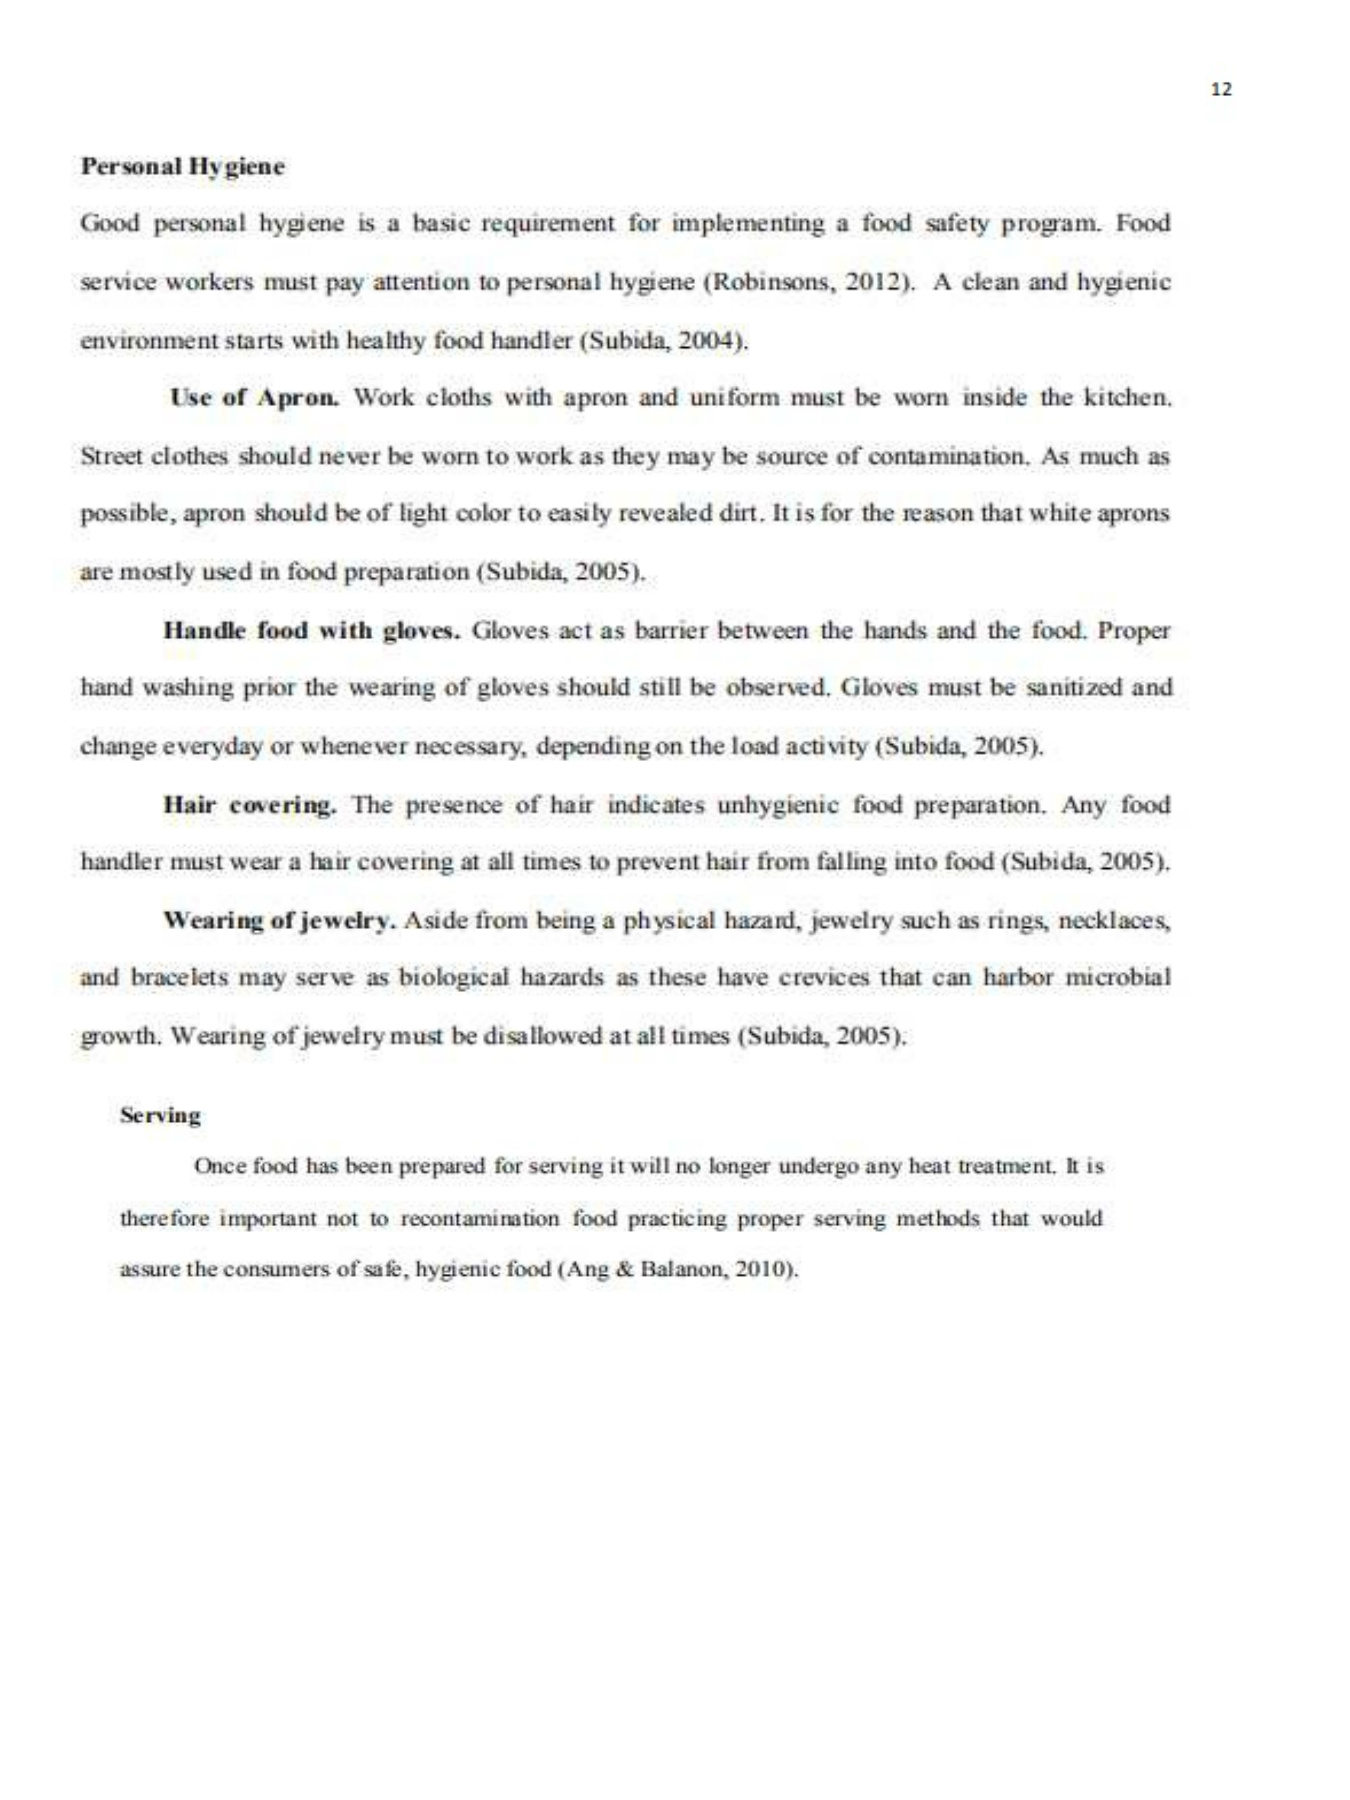 12
Personal Hygiene
Good personal hygiene is a basic requirement for implementing a food safety program. Food
service workers must pay attention to personal hygiene (Robinsons, 2012). A clean and hygienic
environment starts with healthy food handler (Subida, 2004).
Use of Apron. Work cloths with apron and uniform must be worn inside the kitchen.
Street clothes should never be worn to work as they may be source of contamination. As much as
possible, apron should be of light color to easily revealed dirt. It is for the reason that white aprons
are mostly used in food preparation (Subida, 2005).
Handle food with gloves. Gloves act as barrier between the hands and the food. Proper
hand washing prior the wearing of gloves should still be observed. Gloves must be sanitized and
change everyday or whenever necessary, depending on the load activity (Subida, 2005).
Hair covering. The presence of hair indicates unhygienic food preparation. Any food
handler must wear a hair covering at all times to prevent hair from falling into food (Subida, 2005).
Wearing of jewelry. Aside from being a physical hazard, jewelry such as rings, necklaces,
and bracelets may serve as biological hazards as these have crevices that can harbor microbial
growth. Wearing of jewelry must be disallowed at all times (Subida, 2005).
Serving
Once food has been prepared for serving it will no longer undergo any heat treatment. It is
therefore important not to recontamination food practicing proper serving methods that would
assure the consumers of safe, hygienic food (Ang & Balanon, 2010).